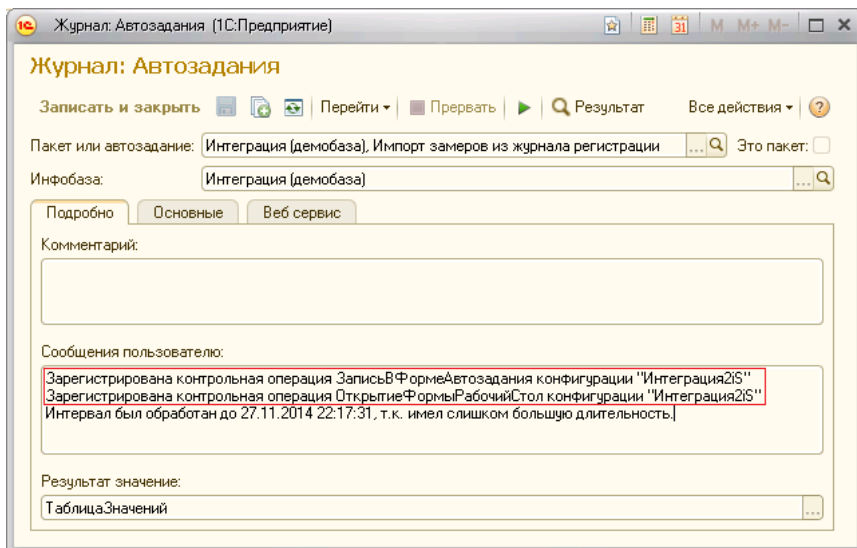 Журнал: Автозадания (1С:Предприятие)
31 M M+ M-
Журнал: Автозадания
Записать и закрыть Перейти Прервать Результат Все действия ?
Пакет или автозадание: Интеграция (демобаза), Импорт замеров из журнала регистрации ... Это пакет:
Инфобаза: Интеграция (демобаза) ...
Подробно Основные Веб сервис
Комментарий:
Сообщения пользователю:
Зарегистрирована контрольная операция ЗаписьВФормеАвтозадания конфигурации "Интеграция2iS"
Зарегистрирована контрольная операция ОткрытиеФормыРабочийСтол конфигурации "Интеграция2iS"
Интервал был обработан до 27.11.2014 22:17:31, т.к. имел слишком большую длительность.
Результат значение:
ТаблицаЗначений ...